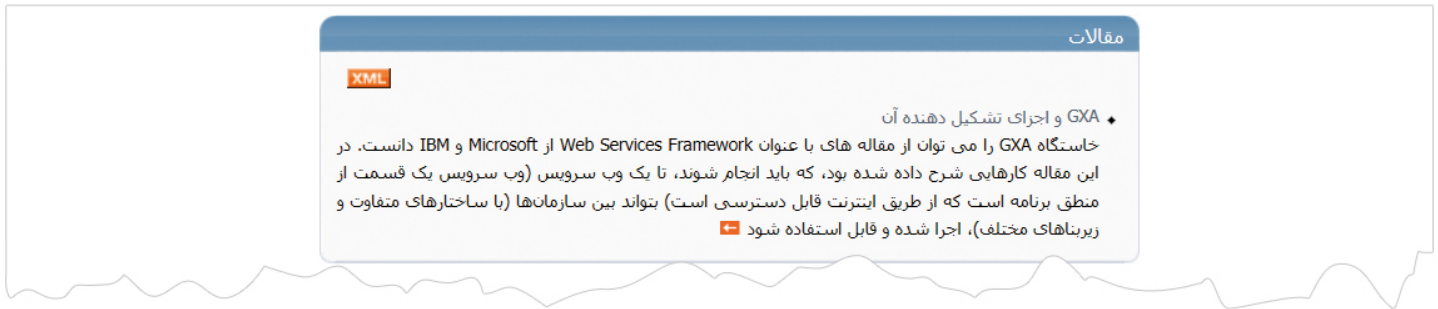 مقالات
XML
GXA و اجزای تشکیل دهنده آن
خاستگاه GXA را می توان از مقاله های با عنوان Web Services Framework از Microsoft و IBM دانست. در
این مقاله کارهایی شرح داده شده بود، که باید انجام شوند، تا یک وب سرویس (وب سرویس یک قسمت از
منطق برنامه است که از طریق اینترنت قابل دسترسی است) بتواند بین سازمان‌ها (با ساختارهای متفاوت و
زیربناهای مختلف)، اجرا شده و قابل استفاده شود